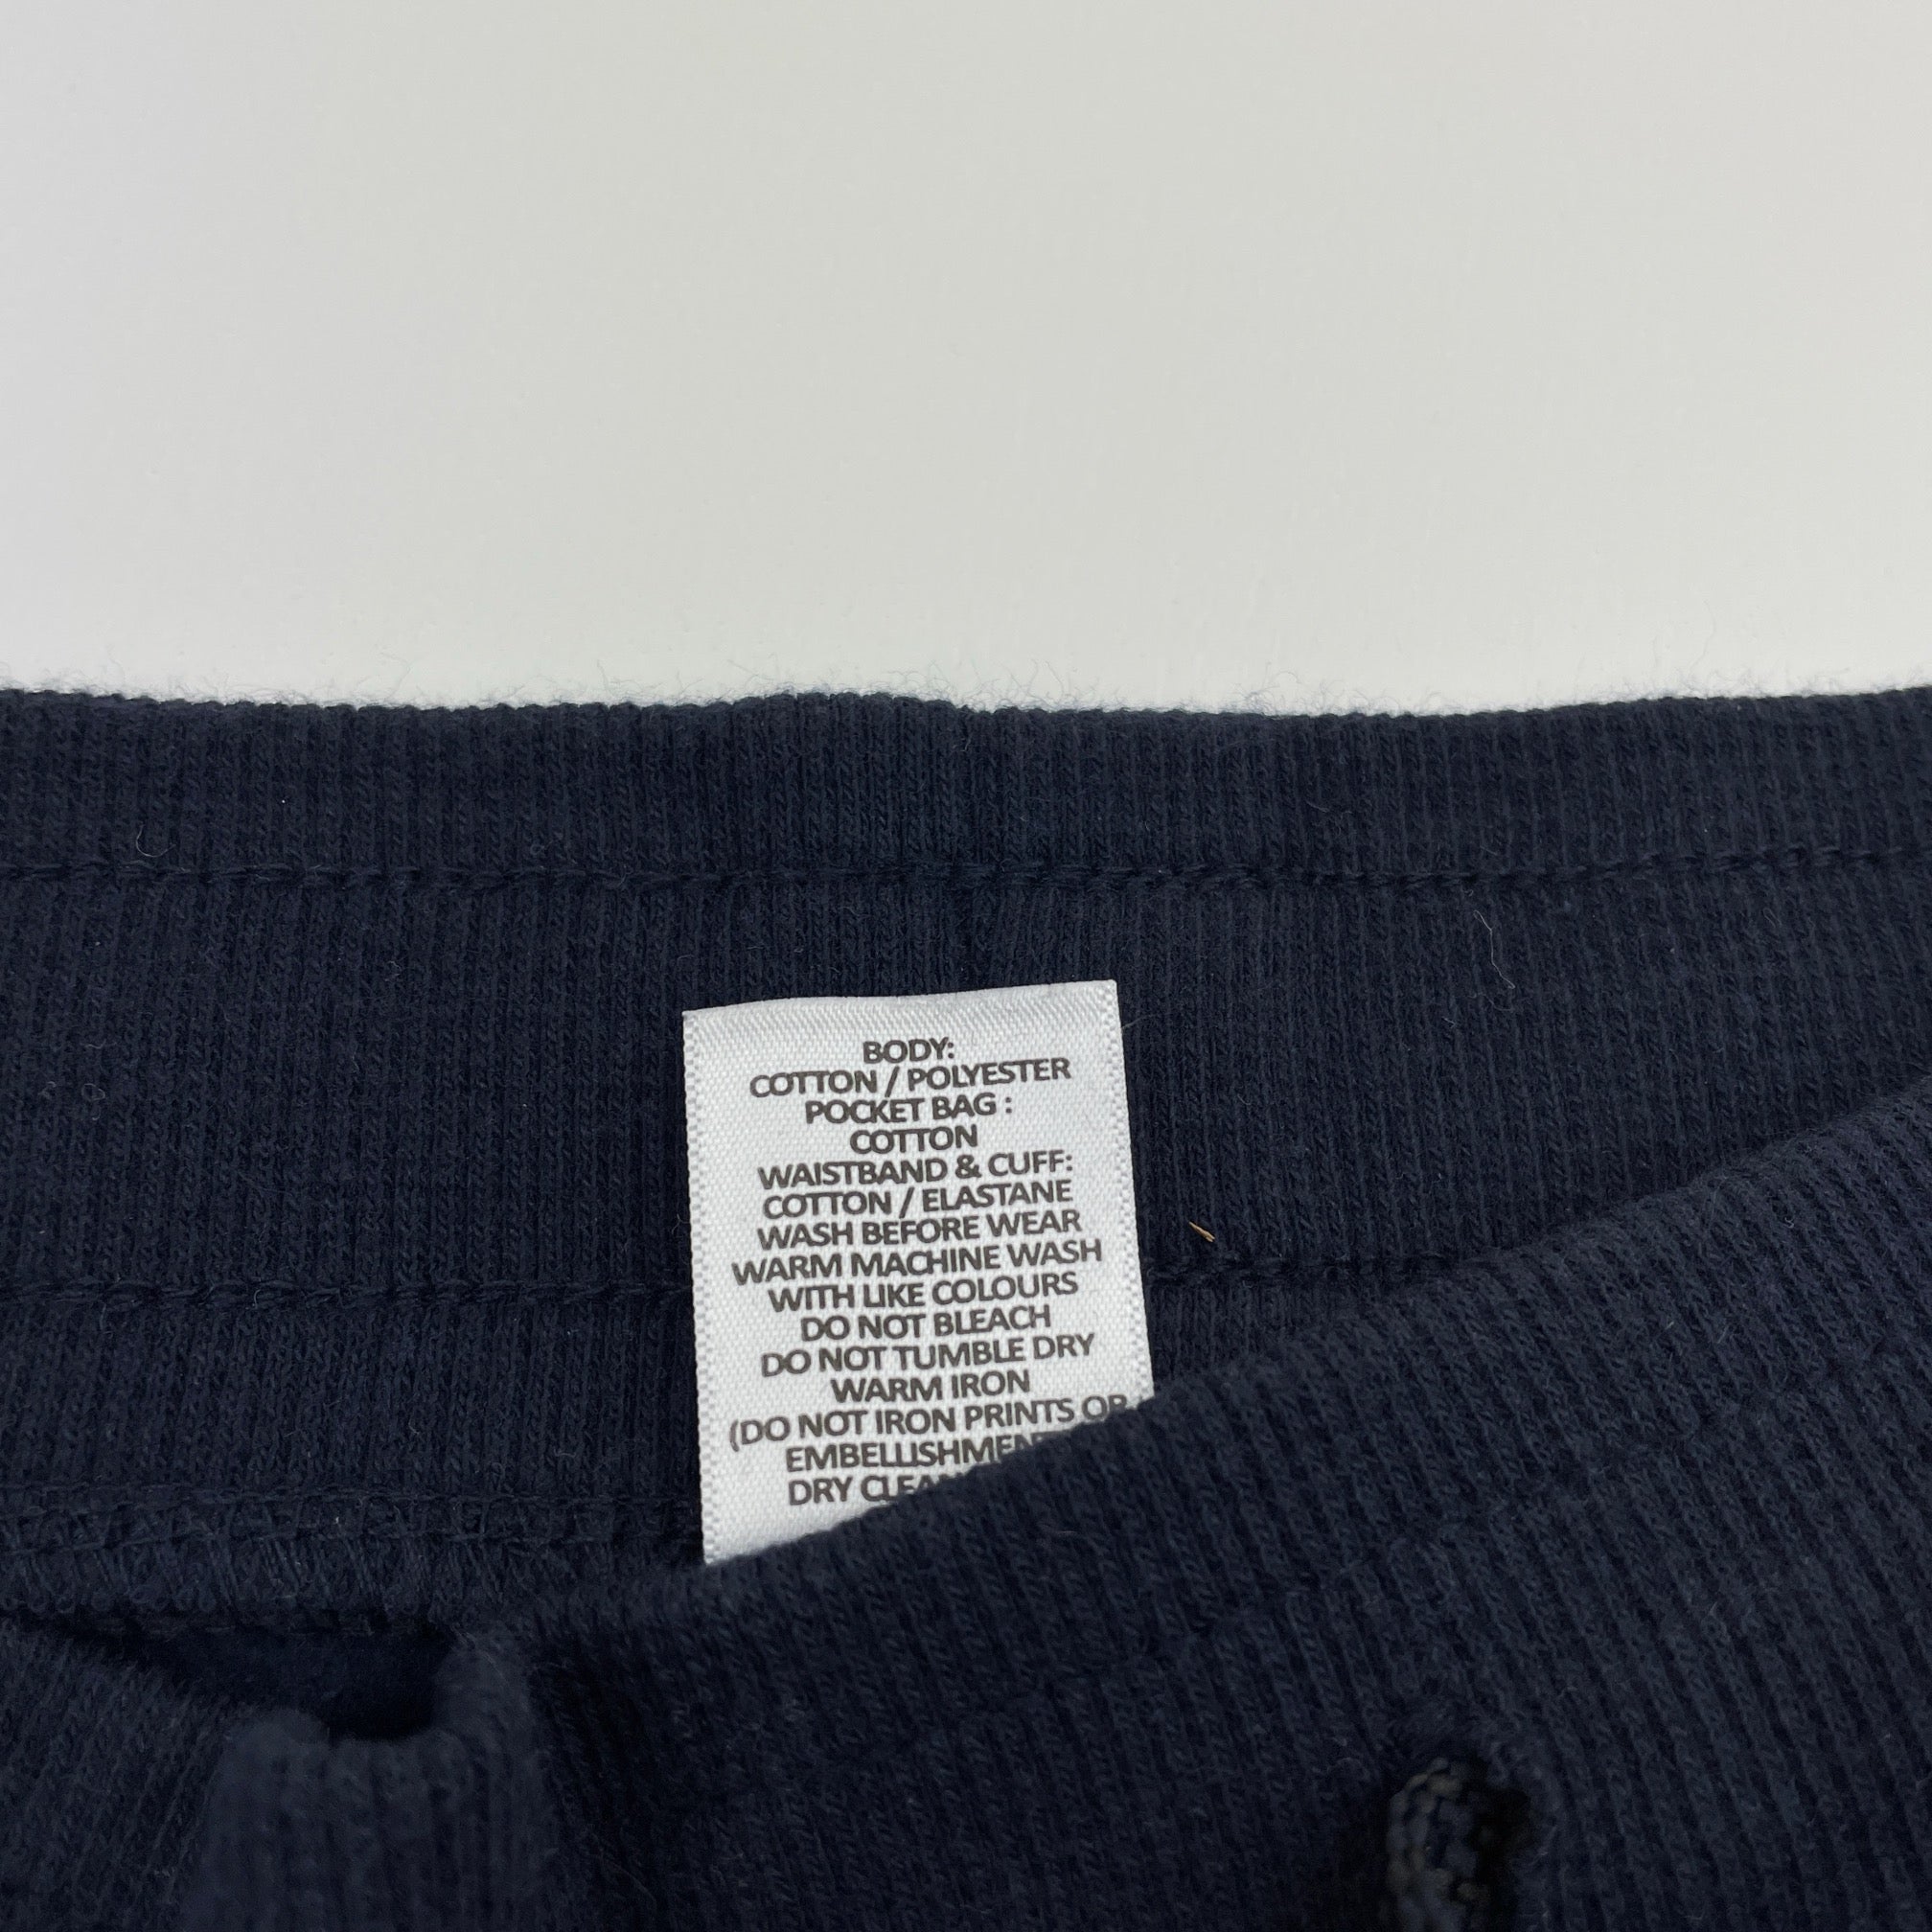 BODY:
COTTON / POLYESTER
POCKET BAG :
COTTON
WAISTBAND & CUFF:
COTTON / ELASTANE
WASH BEFORE WEAR
WARM MACHINE WASH
WITH LIKE COLOURS
DO NOT BLEACH
DO NOT TUMBLE DRY
WARM IRON
(DO NOT IRON PRINTS OR
DRY